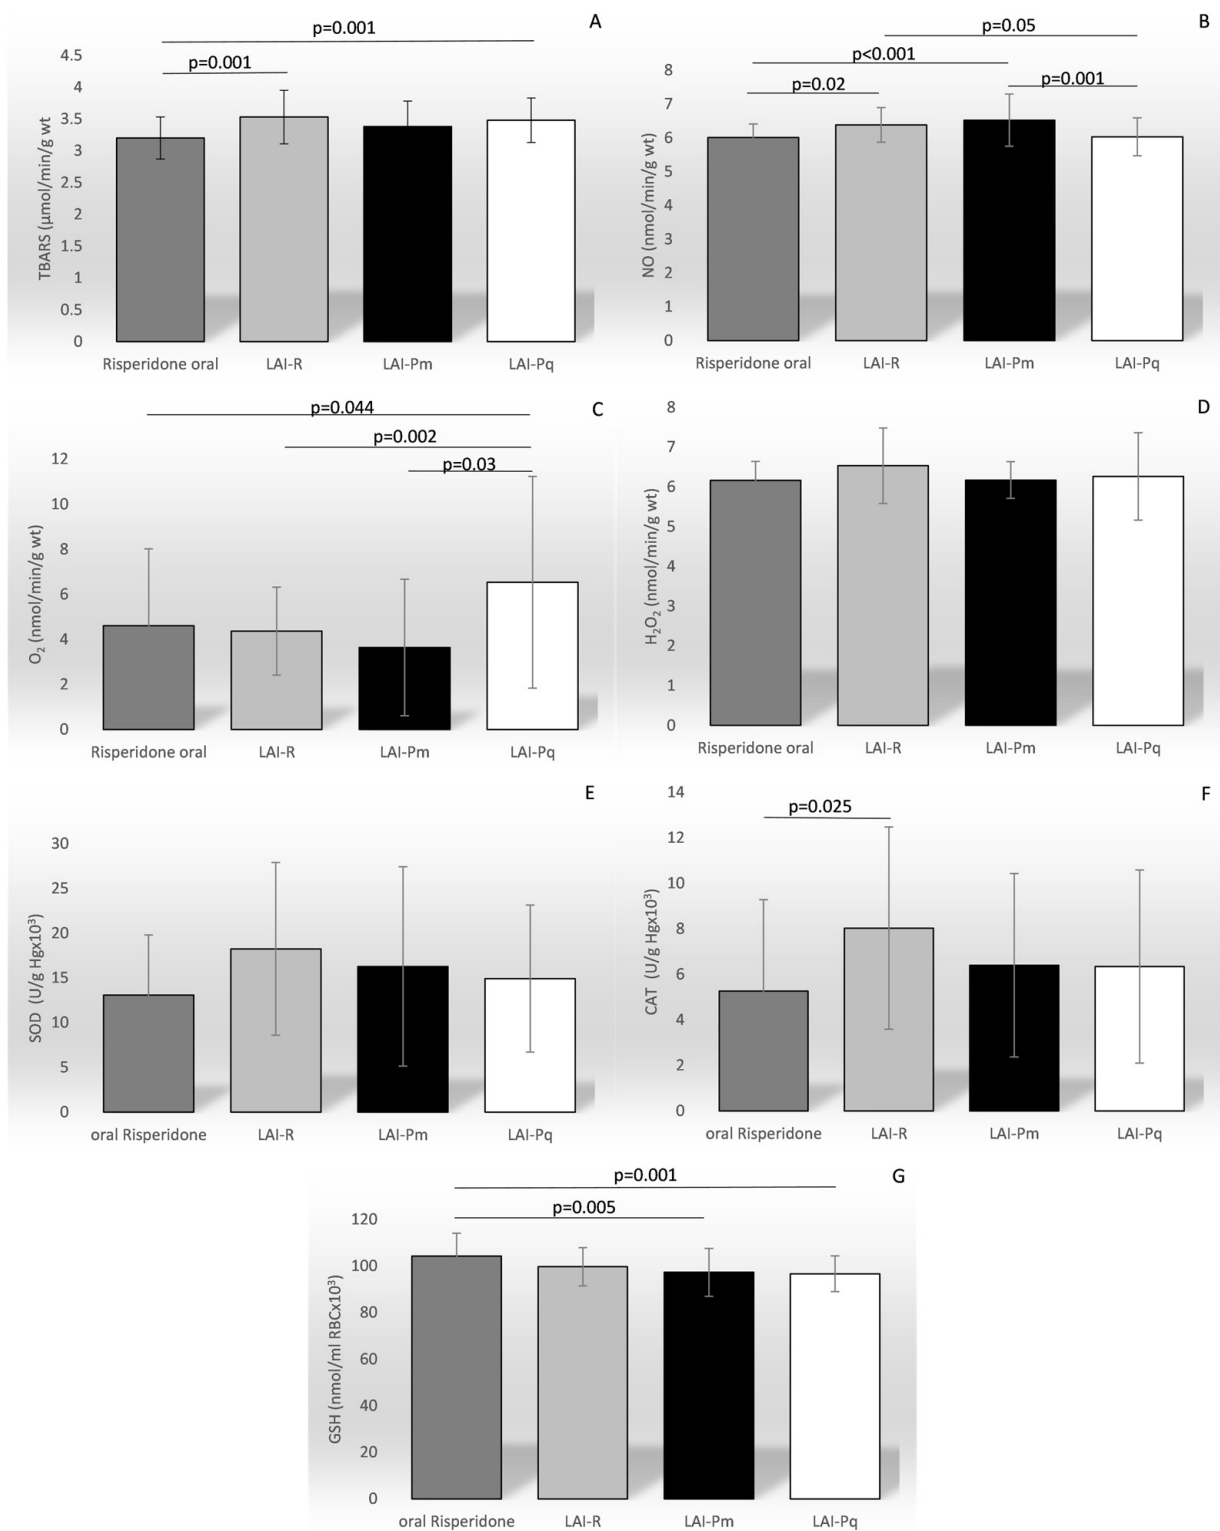 A
p=0.001
p=0.001
4.5
4
3.5
3
2.5
2
1.5
1
0.5
0
TBARS (µmol/min/g wt
Risperidone oral LAI-R LAI-Pm LAI-Pq
B
p=0.05
p<0.001
p=0.02 p=0.001
8
7
6
5
4
3
2
1
0
NO (nmol/min/g wt)
Risperidone oral LAI-R LAI-Pm LAI-Pq
C
p=0.044
p=0.002
p=0.03
12
10
8
6
4
2
0
O₂ (nmol/min/g wt)
Risperidone oral LAI-R LAI-Pm LAI-Pq
D
8
7
6
5
4
3
2
1
0
H₂O₂ (nmol/min/g wt)
Risperidone oral LAI-R LAI-Pm LAI-Pq
E
30
25
20
15
10
5
0
SOD (U/g Hgx10³)
oral Risperidone LAI-R LAI-Pm LAI-Pq
F
p=0.025
14
12
10
8
6
4
2
0
CAT (U/g Hgx10³)
oral Risperidone LAI-R LAI-Pm LAI-Pq
G
p=0.001
p=0.005
120
100
80
60
40
20
0
GSH (nmol/ml RBCx10³)
oral Risperidone LAI-R LAI-Pm LAI-Pq